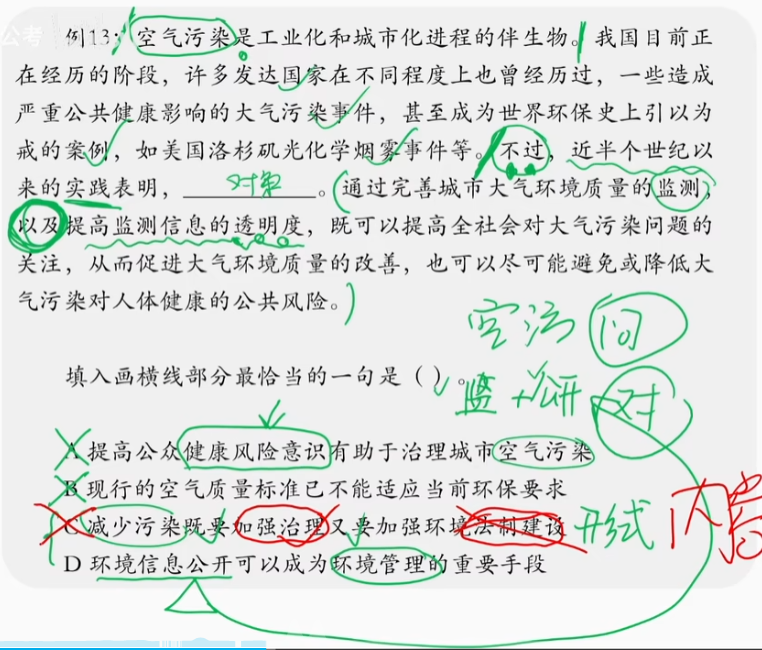 公考
例13：空气污染是工业化和城市化进程的伴生物。我国目前正
在经历的阶段，许多发达国家在不同程度上也曾经历过，一些造成
严重公共健康影响的大气污染事件，甚至成为世界环保史上引以为
戒的案例，如美国洛杉矶光化学烟雾事件等。不过，近半个世纪以
来的实践表明，对策。通过完善城市大气环境质量的监测，
以及提高监测信息的透明度，既可以提高全社会对大气污染问题的
关注，从而促进大气环境质量的改善，也可以尽可能避免或降低大
气污染对人体健康的公共风险。
空污 问
填入画横线部分最恰当的一句是（ ）。
监+公开 对
A 提高公众健康风险意识有助于治理城市空气污染
B 现行的空气质量标准已不能适应当前环保要求
C 减少污染既要加强治理又要加强环境法制建设
形式 内容
D 环境信息公开可以成为环境管理的重要手段